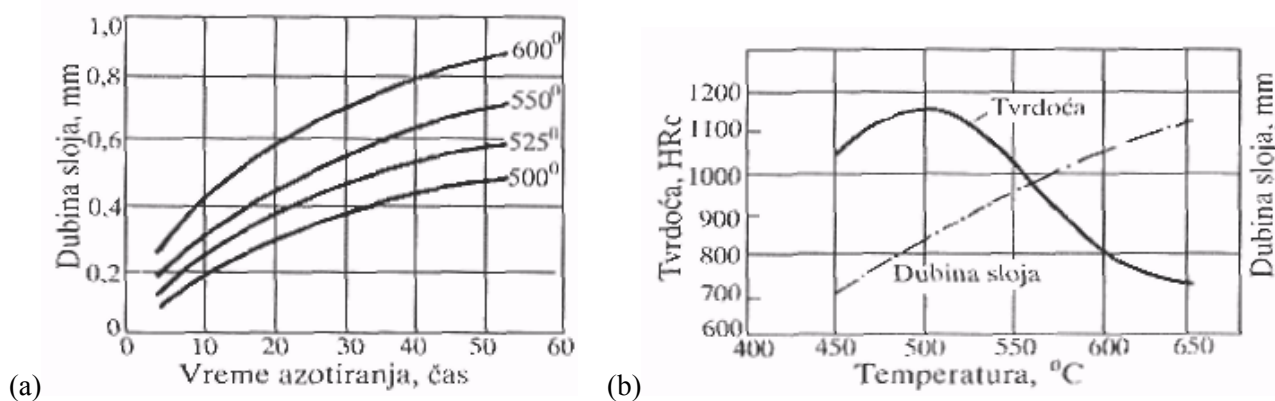 Dubina sloja, mm
1,0
0,8
0,6
0,4
0,2
0
600⁰
550⁰
525⁰
500⁰
0 10 20 30 40 50 60
Vreme azotiranja, čas
(a)
Tvrdoća, HRc
1200
1100
1000
900
800
700
600
Tvrdoća
Dubina sloja
Dubina sloja, mm
400 450 500 550 600 650
Temperatura, ⁰C
(b)